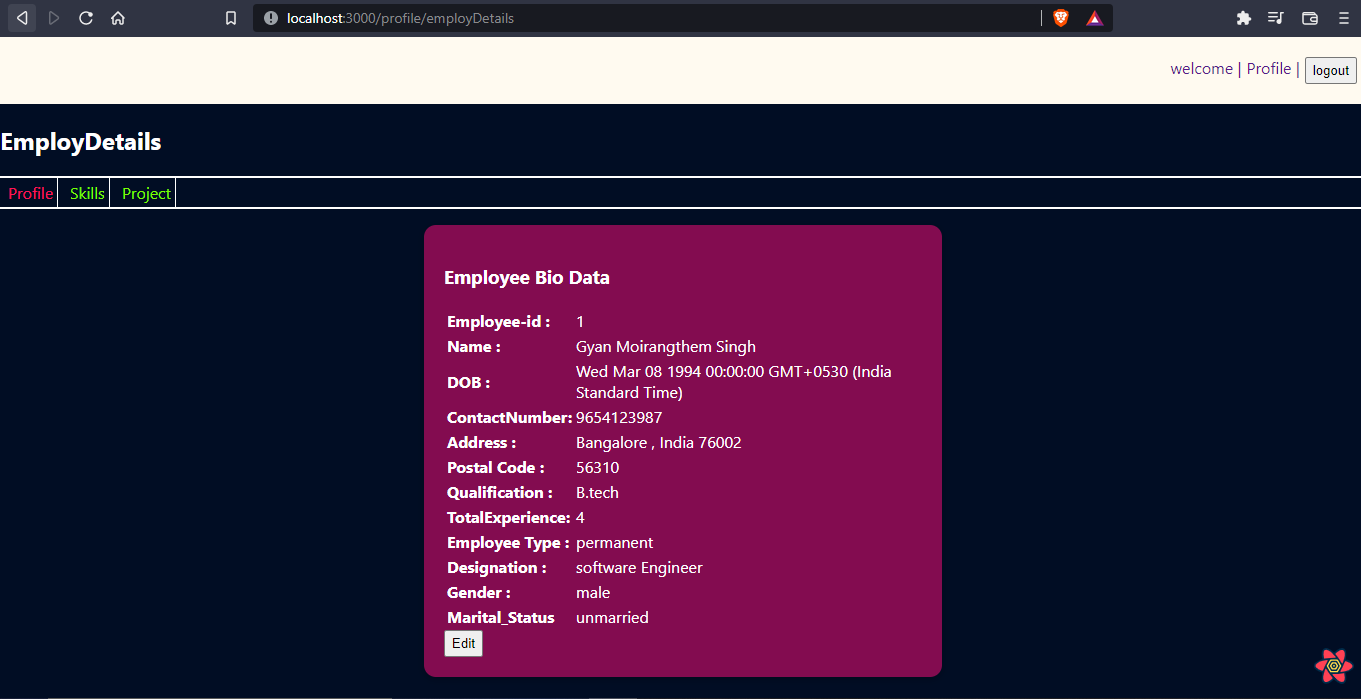 localhost:3000/profile/employDetails
welcome | Profile | logout
EmployDetails
Profile Skills Project
Employee Bio Data
Employee-id : 1
Name : Gyan Moirangthem Singh
DOB : Wed Mar 08 1994 00:00:00 GMT+0530 (India
Standard Time)
ContactNumber: 9654123987
Address : Bangalore , India 76002
Postal Code : 56310
Qualification : B.tech
TotalExperience: 4
Employee Type : permanent
Designation : software Engineer
Gender : male
Marital_Status unmarried
Edit